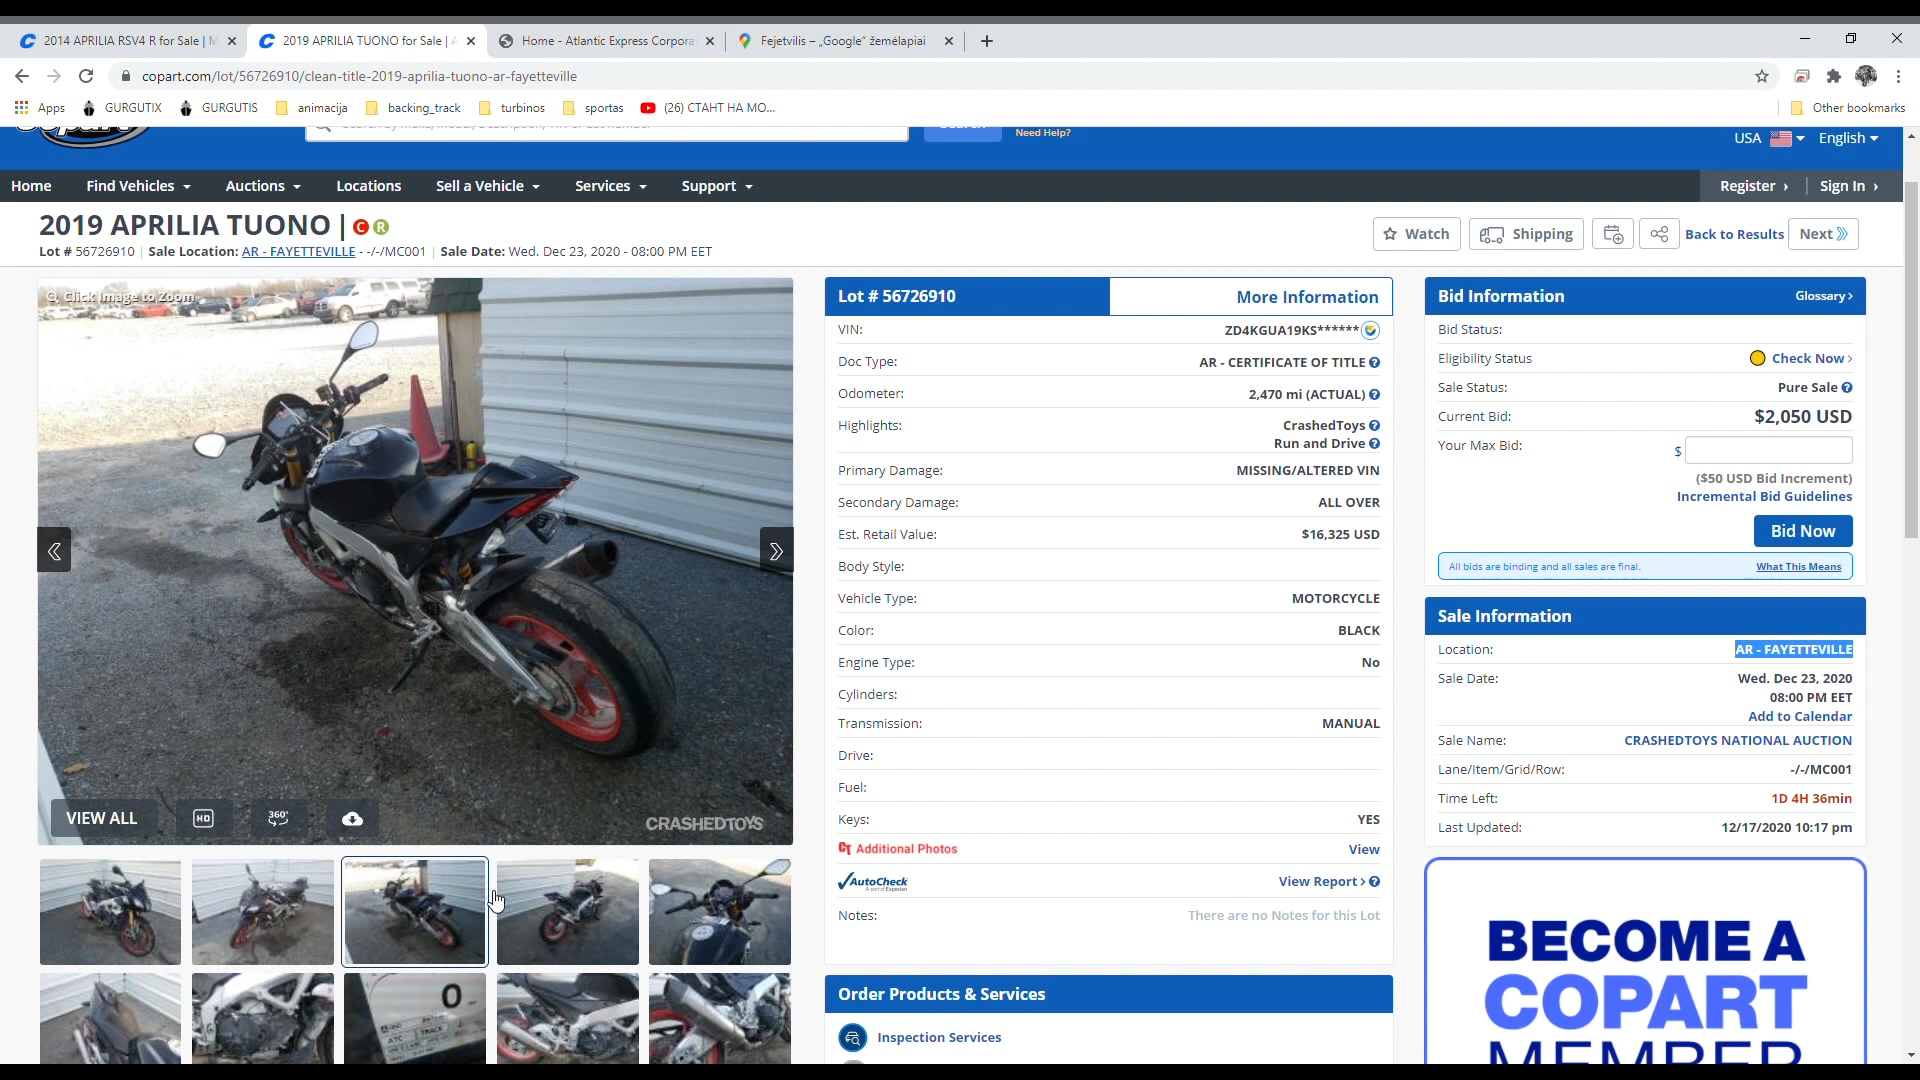 2014 APRILIA RSV4 R for Sale | M
2019 APRILIA TUONO for Sale | A
Home - Atlantic Express Corpora
Fejetvilis – „Google“ žemėlapiai
copart.com/lot/56726910/clean-title-2019-aprilia-tuono-ar-fayetteville
Apps GURGUTIX GURGUTIS animacija backing_track turbinos sportas (26) СТАНТ НА МО... Other bookmarks
Need Help?
USA English
Home Find Vehicles Auctions Locations Sell a Vehicle Services Support Register Sign In
2019 APRILIA TUONO | C R
Lot # 56726910 Sale Location: AR - FAYETTEVILLE - -/-/MC001 Sale Date: Wed. Dec 23, 2020 - 08:00 PM EET
Watch Shipping Back to Results Next
Click Image to Zoom
VIEW ALL HD 360°
CRASHEDTOYS
Lot # 56726910 More Information
VIN: ZD4KGUA19KS******
Doc Type: AR - CERTIFICATE OF TITLE
Odometer: 2,470 mi (ACTUAL)
Highlights: CrashedToys
Run and Drive
Primary Damage: MISSING/ALTERED VIN
Secondary Damage: ALL OVER
Est. Retail Value: $16,325 USD
Body Style:
Vehicle Type: MOTORCYCLE
Color: BLACK
Engine Type: No
Cylinders:
Transmission: MANUAL
Drive:
Fuel:
Keys: YES
CT Additional Photos View
AutoCheck View Report
Notes: There are no Notes for this Lot
Order Products & Services
Inspection Services
Bid Information Glossary
Bid Status:
Eligibility Status Check Now
Sale Status: Pure Sale
Current Bid: $2,050 USD
Your Max Bid: $
($50 USD Bid Increment)
Incremental Bid Guidelines
Bid Now
All bids are binding and all sales are final. What This Means
Sale Information
Location: AR - FAYETTEVILLE
Sale Date: Wed. Dec 23, 2020
08:00 PM EET
Add to Calendar
Sale Name: CRASHEDTOYS NATIONAL AUCTION
Lane/Item/Grid/Row: -/-/MC001
Time Left: 1D 4H 36min
Last Updated: 12/17/2020 10:17 pm
BECOME A
COPART
MEMBER